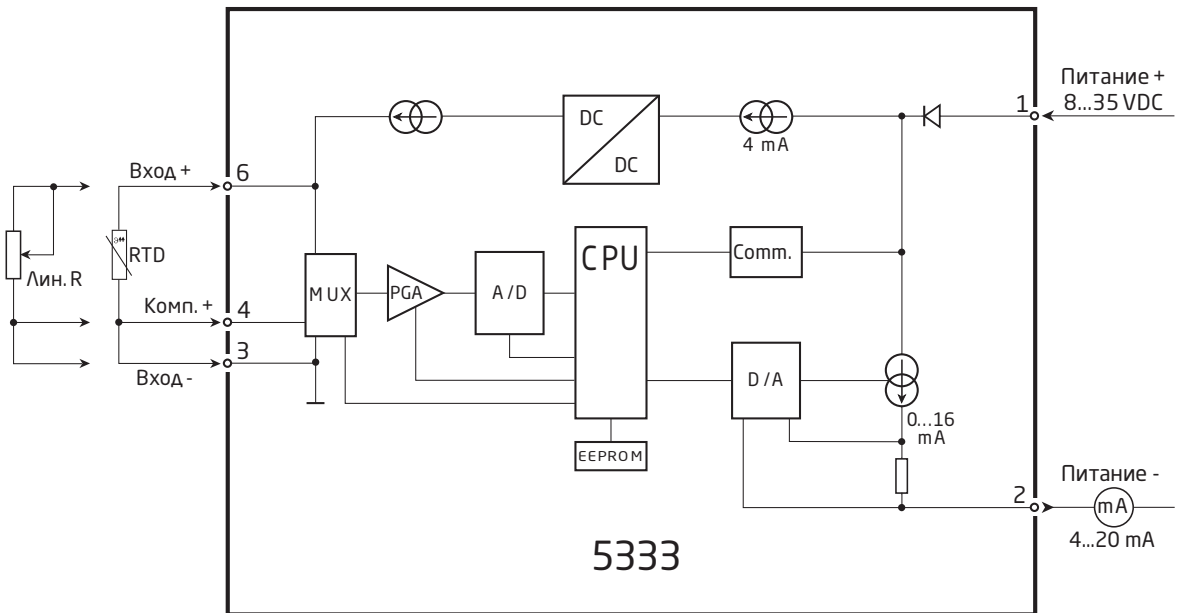 Питание +
8...35 VDC
1
DC
DC
4 mA
Вход +
6
RTD
Лин. R
Комп. +
4
3
Вход -
MUX
PGA
A/D
CPU
Comm.
D/A
0...16
mA
EEPROM
2
Питание -
mA
4...20 mA
5333